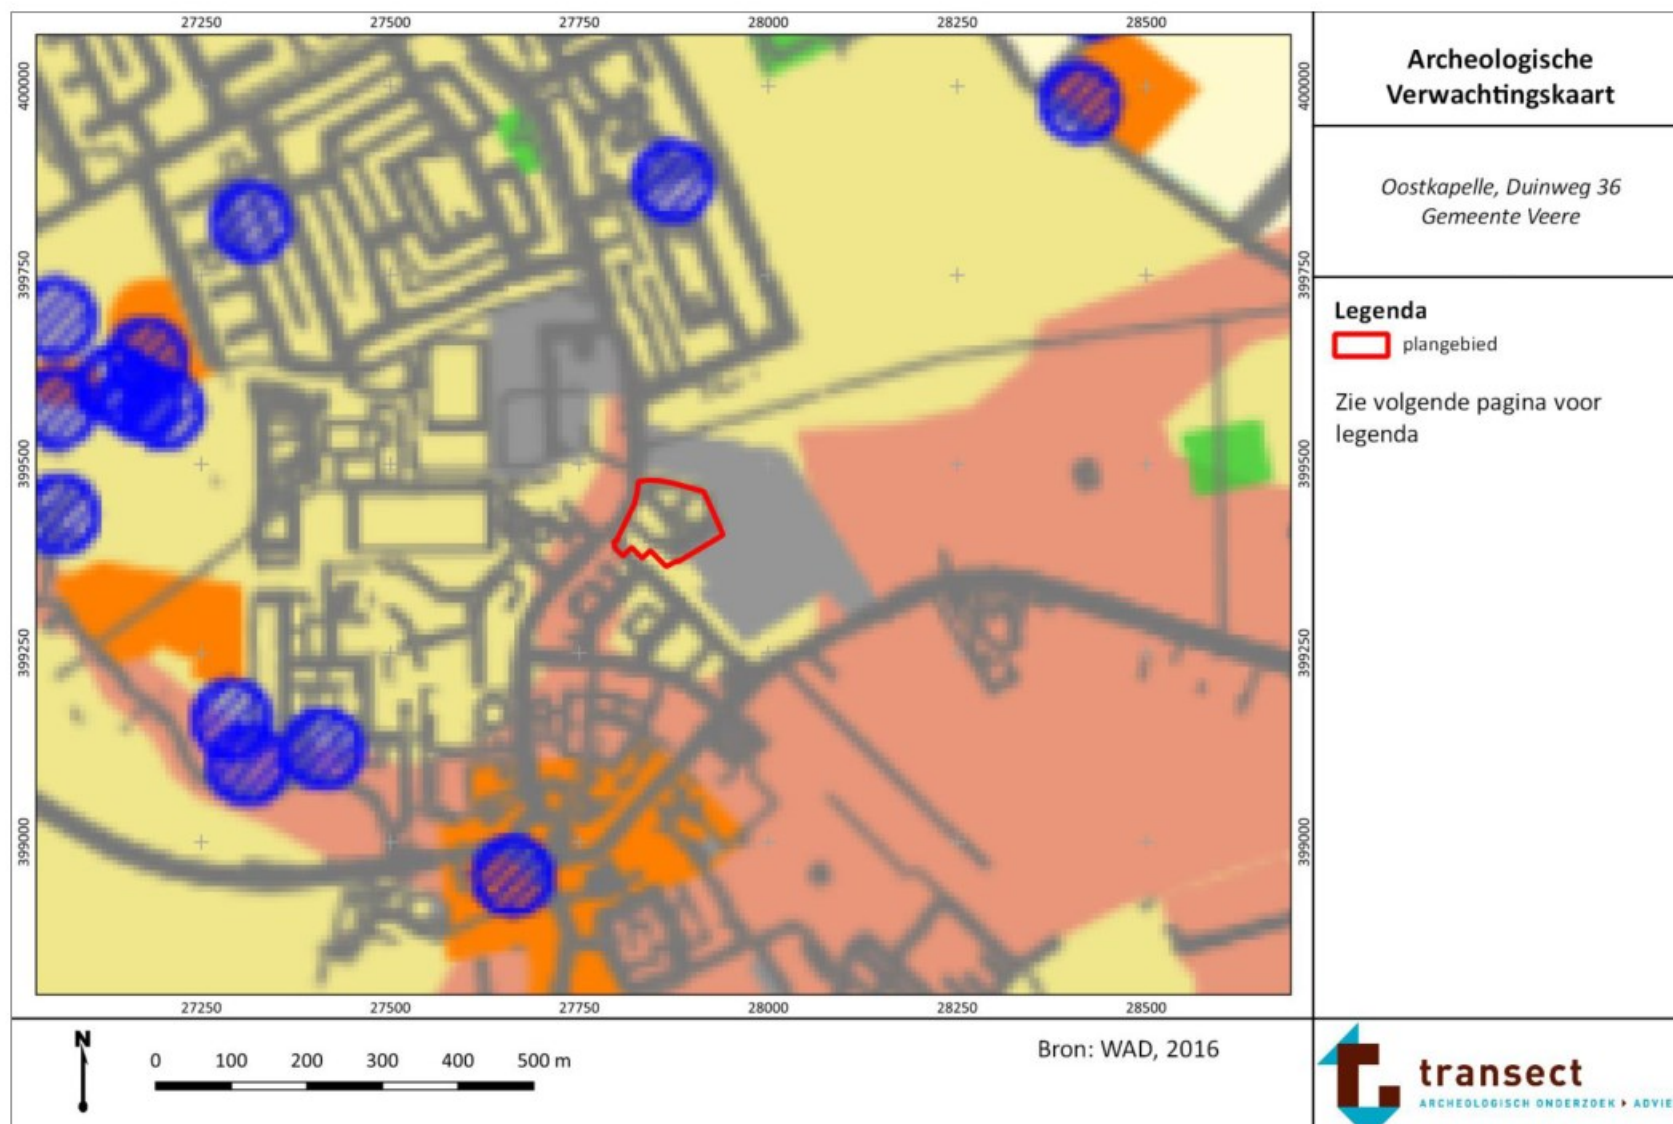 27250 27500 27750 28000 28250 28500
400000
399750
399500
399250
399000
400000
399750
399500
399250
399000
27250 27500 27750 28000 28250 28500
Archeologische
Verwachtingskaart
Oostkapelle, Duinweg 36
Gemeente Veere
Legenda
plangebied
Zie volgende pagina voor
legenda
N
0 100 200 300 400 500 m
Bron: WAD, 2016
transect
ARCHEOLOGISCH ONDERZOEK ADVIE